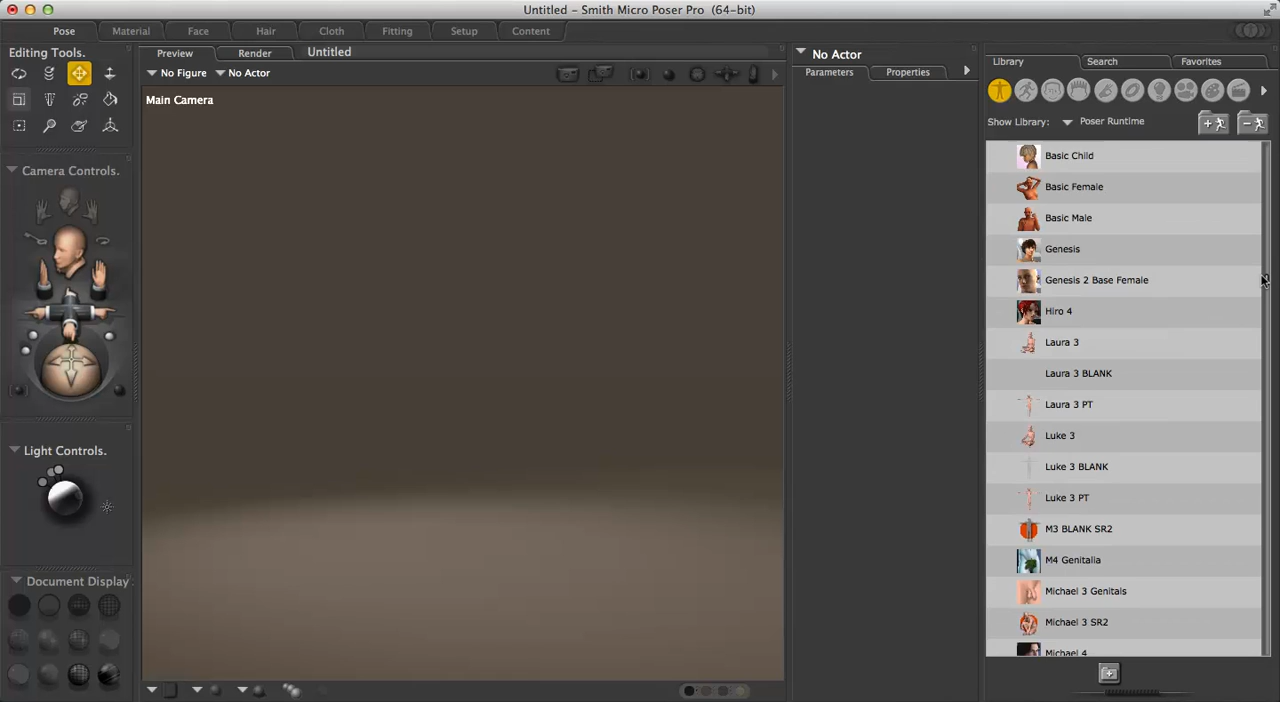 Untitled – Smith Micro Poser Pro (64-bit)
Pose Material Face Hair Cloth Fitting Setup Content
Editing Tools.
Preview Render Untitled
No Figure No Actor
Main Camera
Camera Controls.
Light Controls.
Document Display
No Actor
Parameters Properties
Library Search Favorites
Show Library: Poser Runtime
Basic Child
Basic Female
Basic Male
Genesis
Genesis 2 Base Female
Hiro 4
Laura 3
Laura 3 BLANK
Laura 3 PT
Luke 3
Luke 3 BLANK
Luke 3 PT
M3 BLANK SR2
M4 Genitalia
Michael 3 Genitals
Michael 3 SR2
Michael 4